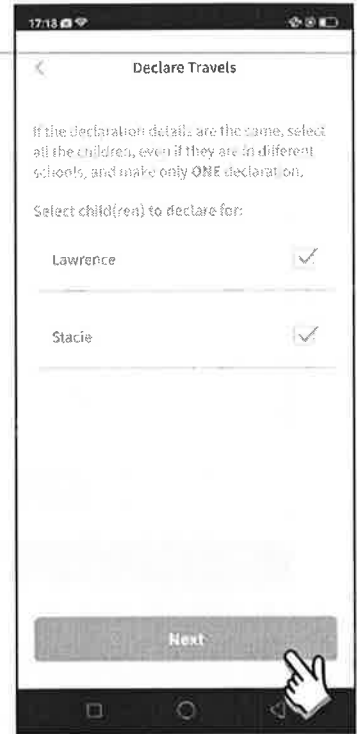 17:18
Declare Travels
If the declaration details are the same, select
all the children, even if they are in different
schools, and make only ONE declaration.
Select child(ren) to declare for:
Lawrence
Stacie
Next